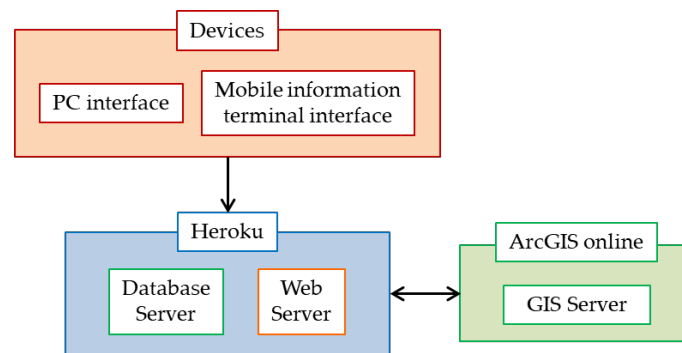 Devices
PC interface
Mobile information
terminal interface
Heroku
Database
Server
Web
Server
ArcGIS online
GIS Server